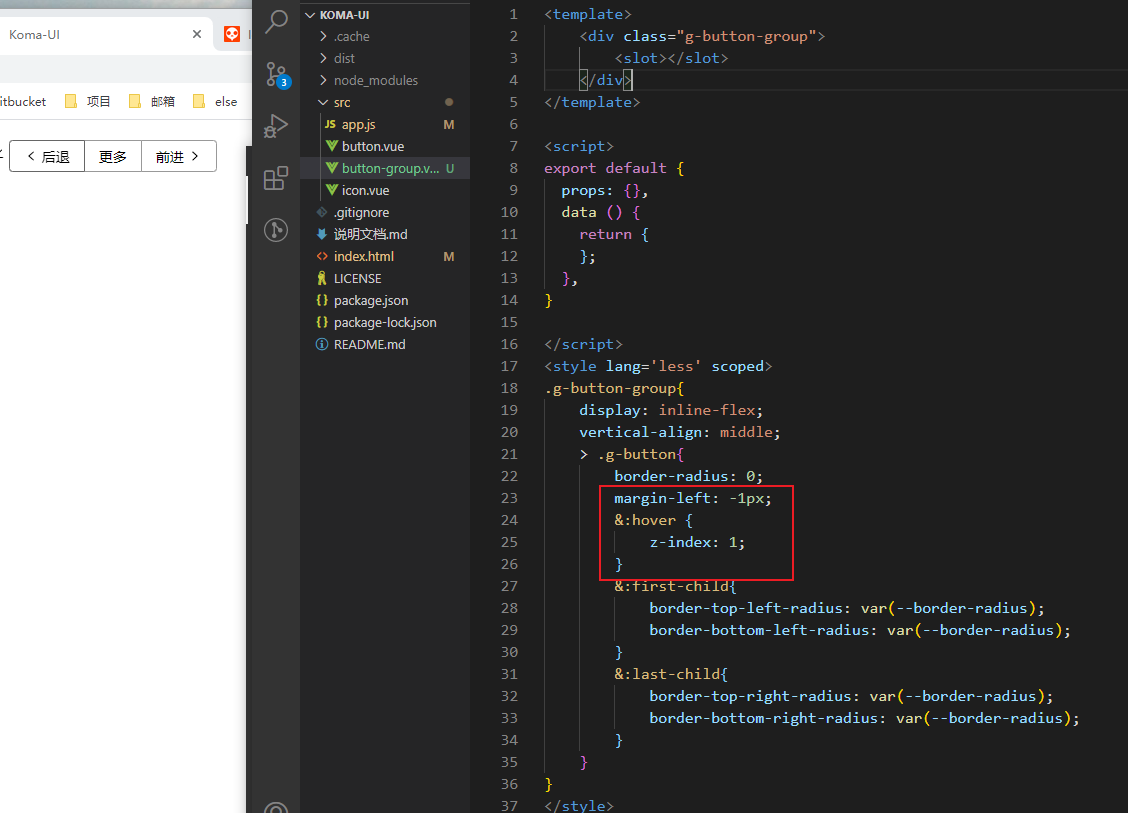 Koma-UI
itbucket
项目
邮箱
else
后退
更多
前进
3
KOMA-UI
.cache
dist
node_modules
src
JS app.js M
button.vue
button-group.v... U
icon.vue
.gitignore
说明文档.md
index.html M
LICENSE
{} package.json
{} package-lock.json
README.md
1 <template>
2 <div class="g-button-group">
3 <slot></slot>
4 </div>
5 </template>
6
7 <script>
8 export default {
9 props: {},
10 data () {
11 return {
12 };
13 },
14 }
15
16 </script>
17 <style lang='less' scoped>
18 .g-button-group{
19 display: inline-flex;
20 vertical-align: middle;
21 > .g-button{
22 border-radius: 0;
23 margin-left: -1px;
24 &:hover {
25 z-index: 1;
26 }
27 &:first-child{
28 border-top-left-radius: var(--border-radius);
29 border-bottom-left-radius: var(--border-radius);
30 }
31 &:last-child{
32 border-top-right-radius: var(--border-radius);
33 border-bottom-right-radius: var(--border-radius);
34 }
35 }
36 }
37 </style>